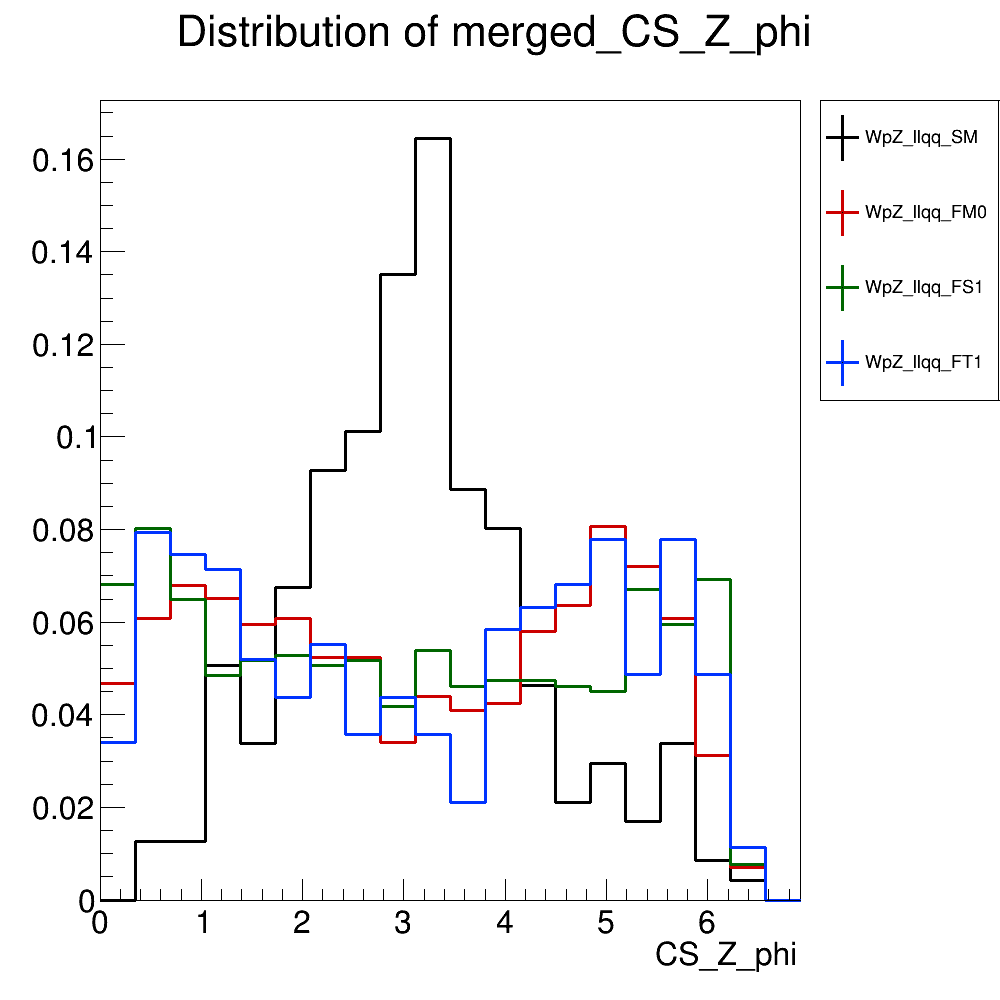 Distribution of merged_CS_Z_phi
WpZ_llqq_SM
WpZ_llqq_FM0
WpZ_llqq_FS1
WpZ_llqq_FT1
0.16
0.14
0.12
0.1
0.08
0.06
0.04
0.02
0
0 1 2 3 4 5 6
CS_Z_phi